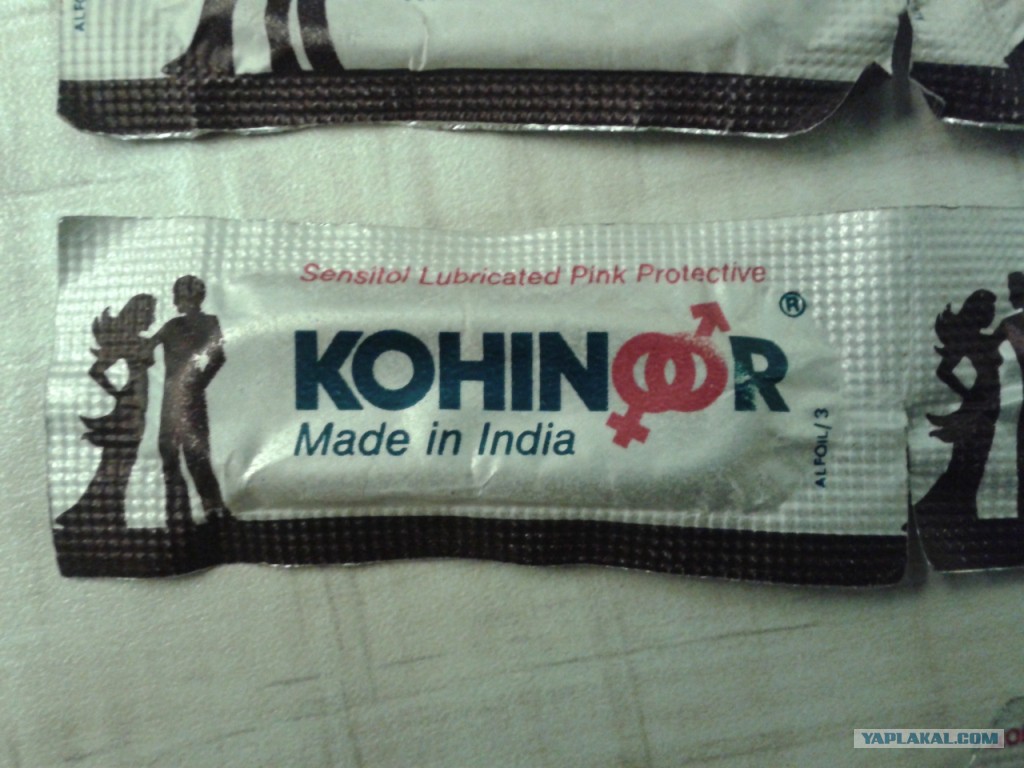 Sensitol Lubricated Pink Protective
KOHINOOR ®
Made in India
ALFOIL/3
YAPLAKAL.COM